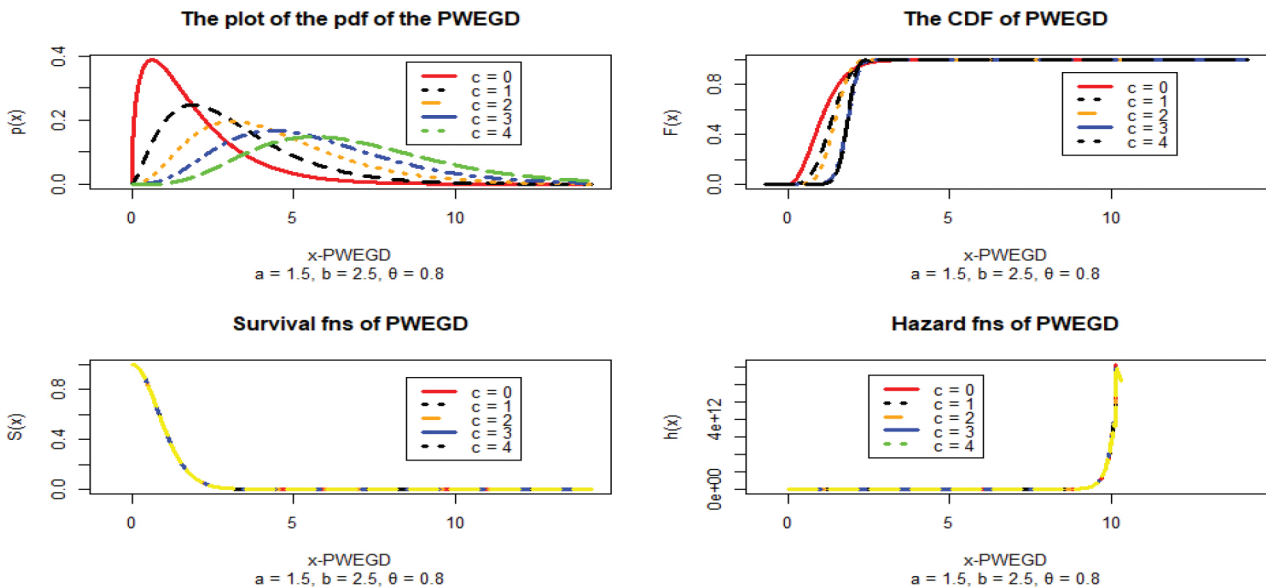 The plot of the pdf of the PWEGD
p(x)
0.4
0.2
0.0
c = 0
c = 1
c = 2
c = 3
c = 4
0
5
10
x-PWEGD
a = 1.5, b = 2.5, θ = 0.8
The CDF of PWEGD
F(x)
0.8
0.4
0.0
c = 0
c = 1
c = 2
c = 3
c = 4
0
5
10
x-PWEGD
a = 1.5, b = 2.5, θ = 0.8
Survival fns of PWEGD
S(x)
0.8
0.4
0.0
c = 0
c = 1
c = 2
c = 3
c = 4
0
5
10
x-PWEGD
a = 1.5, b = 2.5, θ = 0.8
Hazard fns of PWEGD
h(x)
4e+12
0e+00
c = 0
c = 1
c = 2
c = 3
c = 4
0
5
10
x-PWEGD
a = 1.5, b = 2.5, θ = 0.8